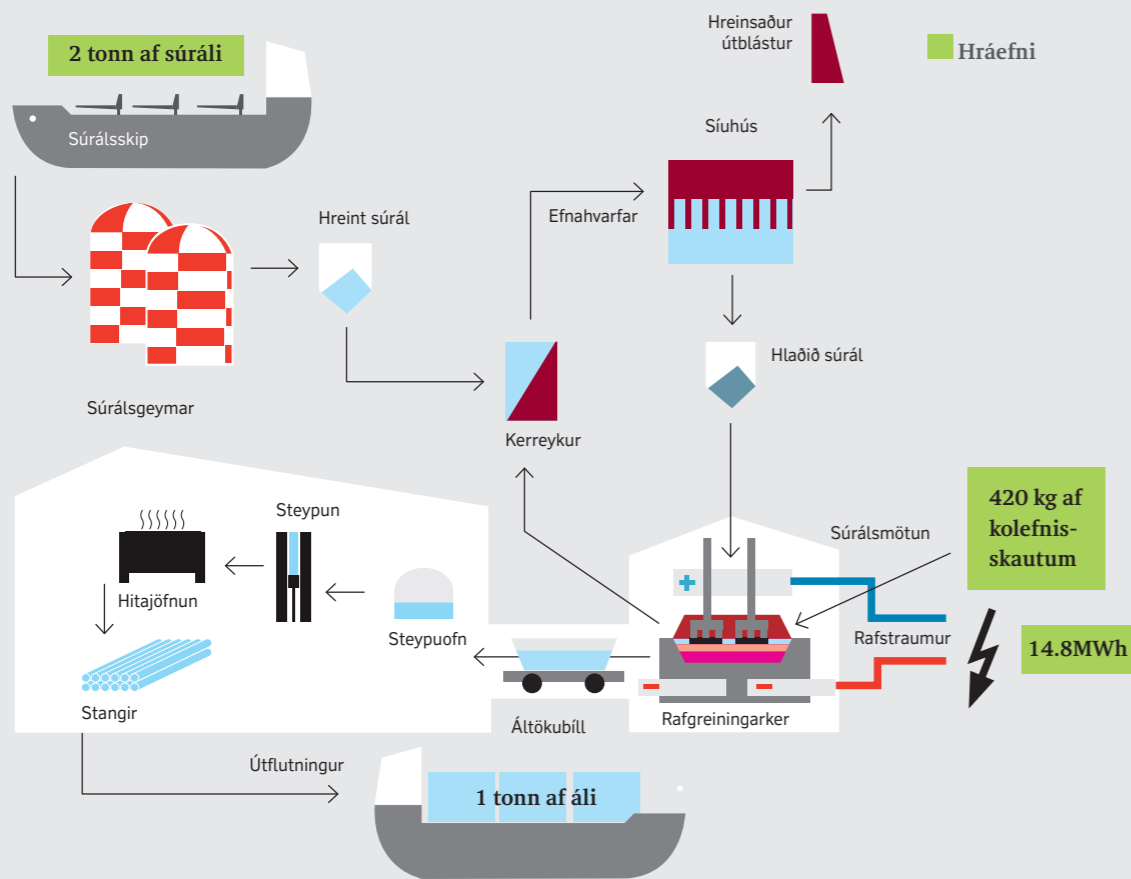 2 tonn af súráli
Súrálsskip
Hreinsaður
útblástur
Hráefni
Síuhús
Hreint súrál
Efnahvarfar
Hlaðið súrál
Súrálsgeymar
Kerreykur
420 kg af
kolefnis-
skautum
Steypun
Súrálsmötun
Hitajöfnun
Steypuofn
Rafstraumur
14.8MWh
Stangir
Áltökubíll
Rafgreiningarker
Útflutningur
1 tonn af áli